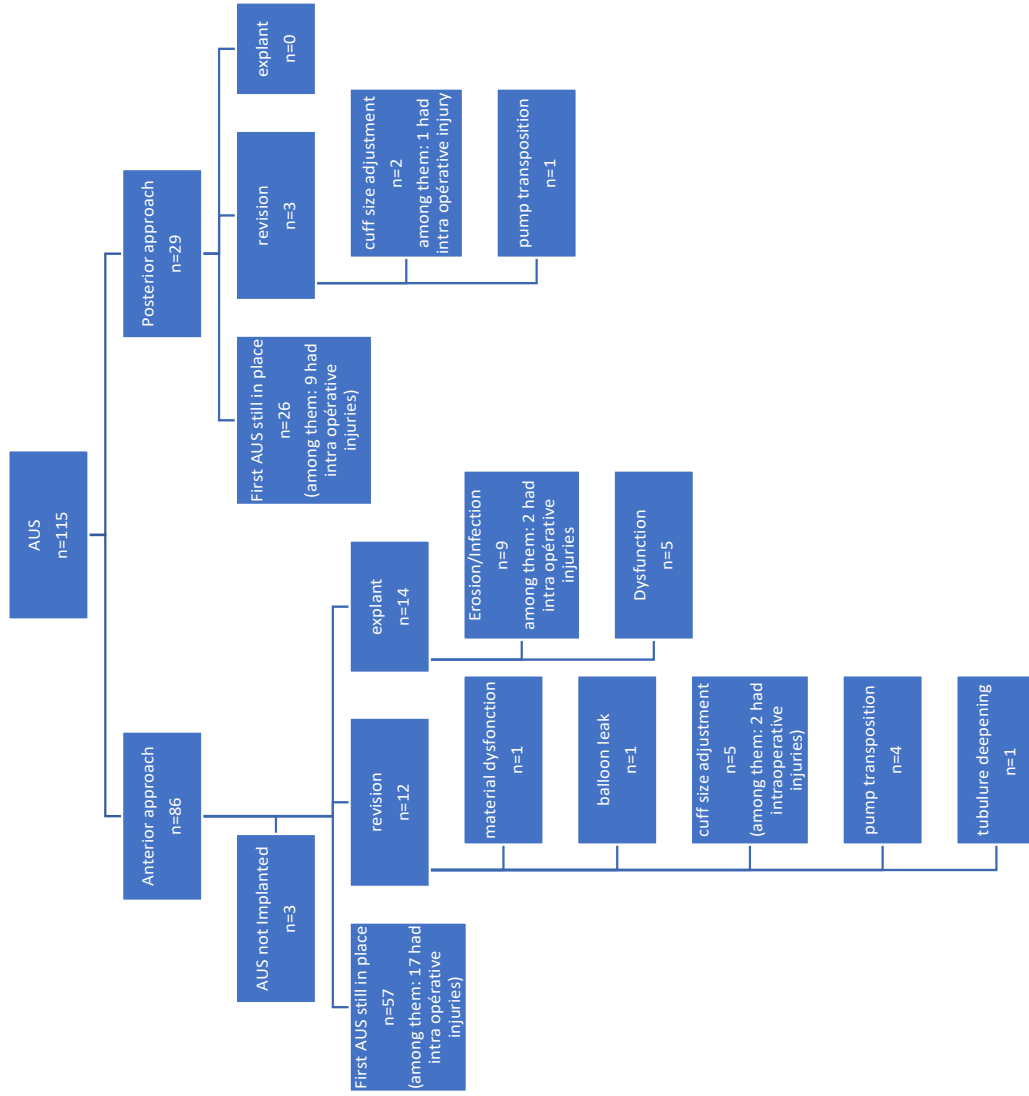 AUS
n=115
Anterior approach
n=86
Posterior approach
n=29
AUS not Implanted
n=3
First AUS still in place
n=57
(among them: 17 had
intra opérative
injuries)
revision
n=12
explant
n=14
material dysfonction
n=1
balloon leak
n=1
cuff size adjustment
n=5
(among them: 2 had
intraoperative
injuries)
pump transposition
n=4
tubulure deepening
n=1
Erosion/Infection
n=9
among them: 2 had
intra opérative
injuries
Dysfunction
n=5
First AUS still in place
n=26
(among them: 9 had
intra opérative
injuries)
revision
n=3
explant
n=0
cuff size adjustment
n=2
among them: 1 had
intra opérative injury
pump transposition
n=1